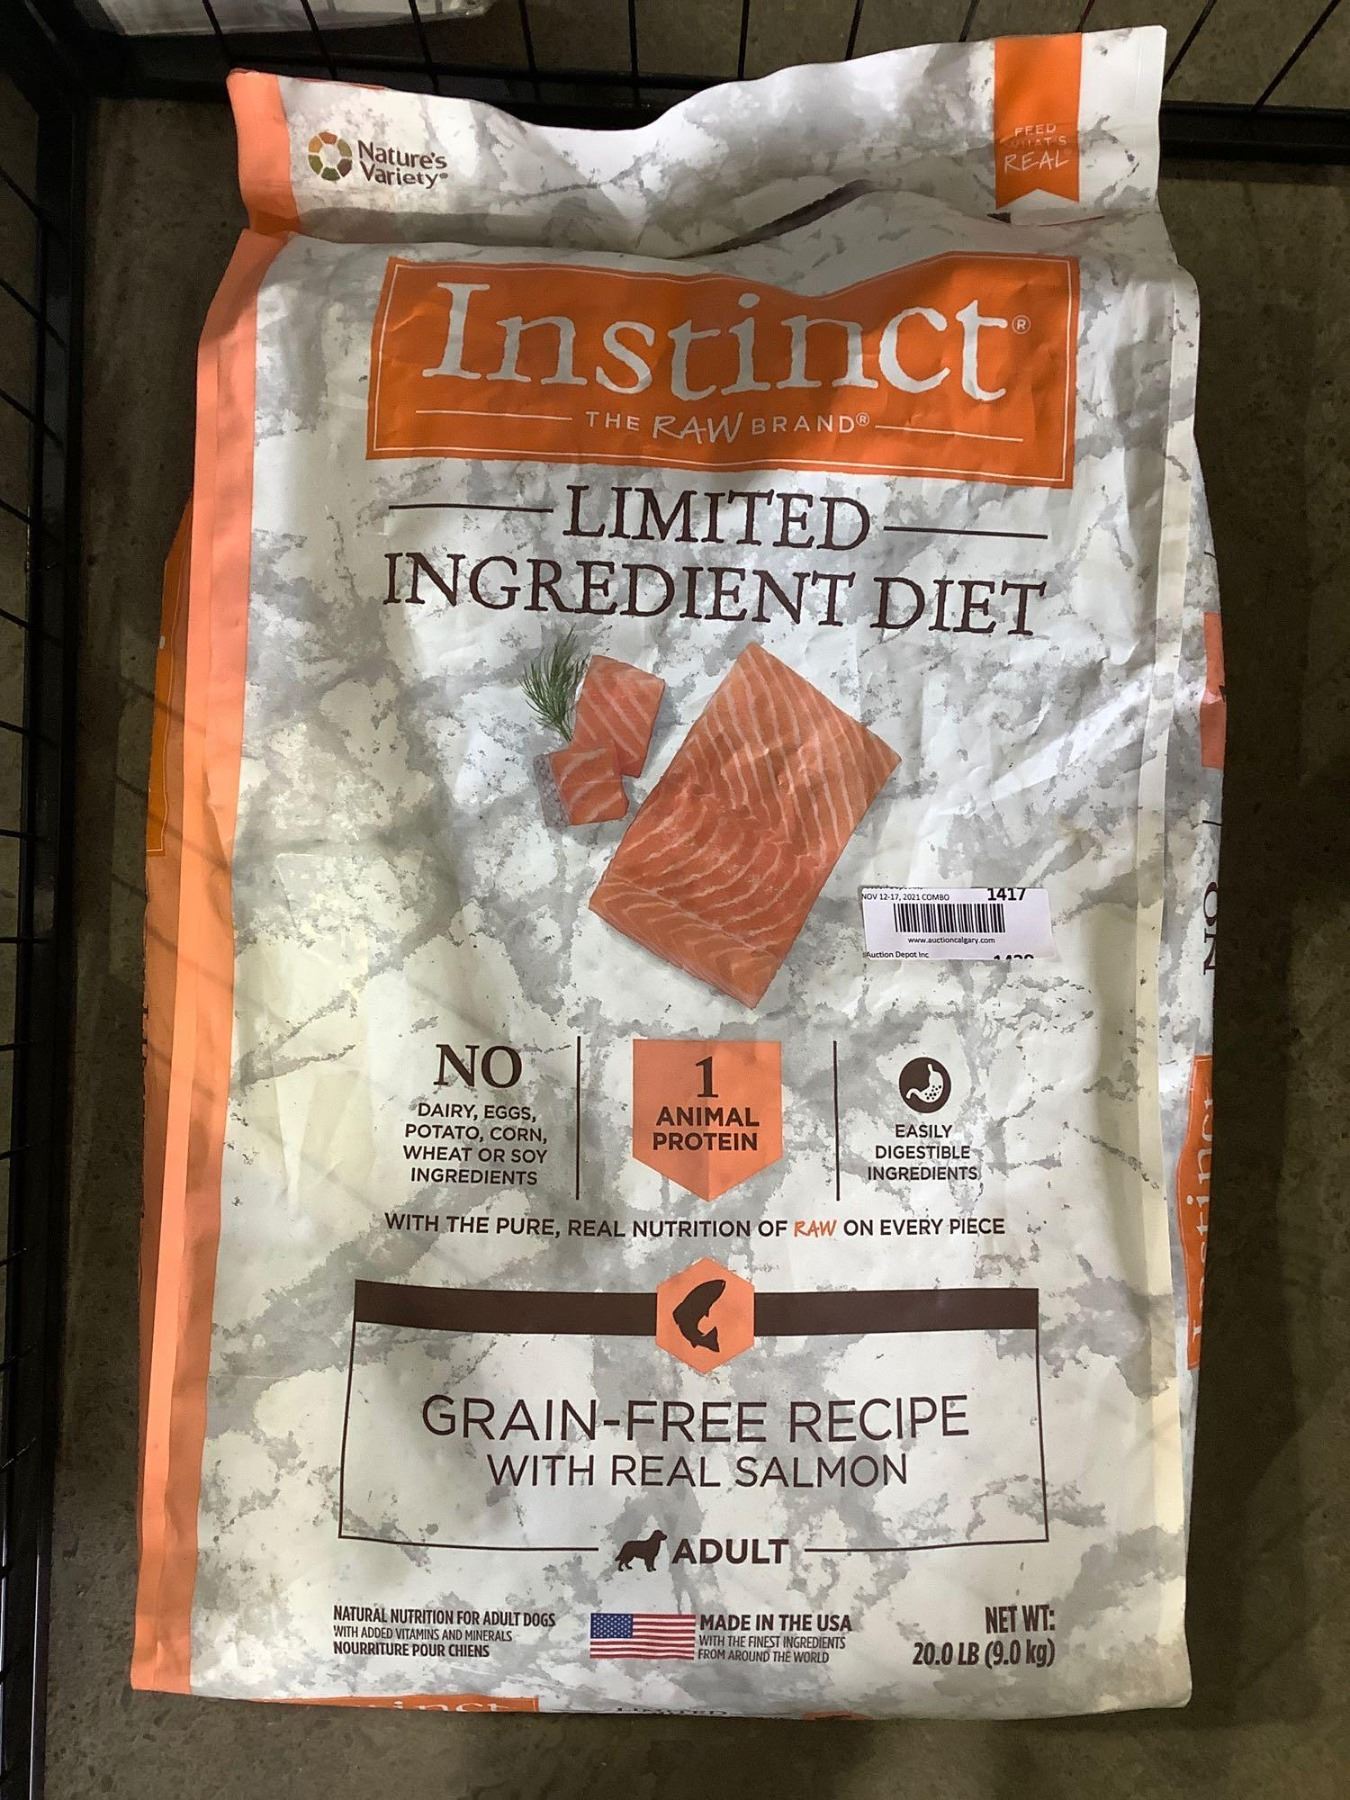 Nature's
Variety®
FEED
WHAT'S
REAL
Instinct®
THE RAW BRAND®
LIMITED
INGREDIENT DIET
NOV 12-17, 2021 COMBO
1417
www.auctioncalgary.com
Auction Depot Inc
NO
DAIRY, EGGS,
POTATO, CORN,
WHEAT OR SOY
INGREDIENTS
1
ANIMAL
PROTEIN
EASILY
DIGESTIBLE
INGREDIENTS
WITH THE PURE, REAL NUTRITION OF RAW ON EVERY PIECE
GRAIN-FREE RECIPE
WITH REAL SALMON
ADULT
NATURAL NUTRITION FOR ADULT DOGS
WITH ADDED VITAMINS AND MINERALS
NOURRITURE POUR CHIENS
MADE IN THE USA
WITH THE FINEST INGREDIENTS
FROM AROUND THE WORLD
NET WT:
20.0 LB (9.0 kg)
NO
Instinct